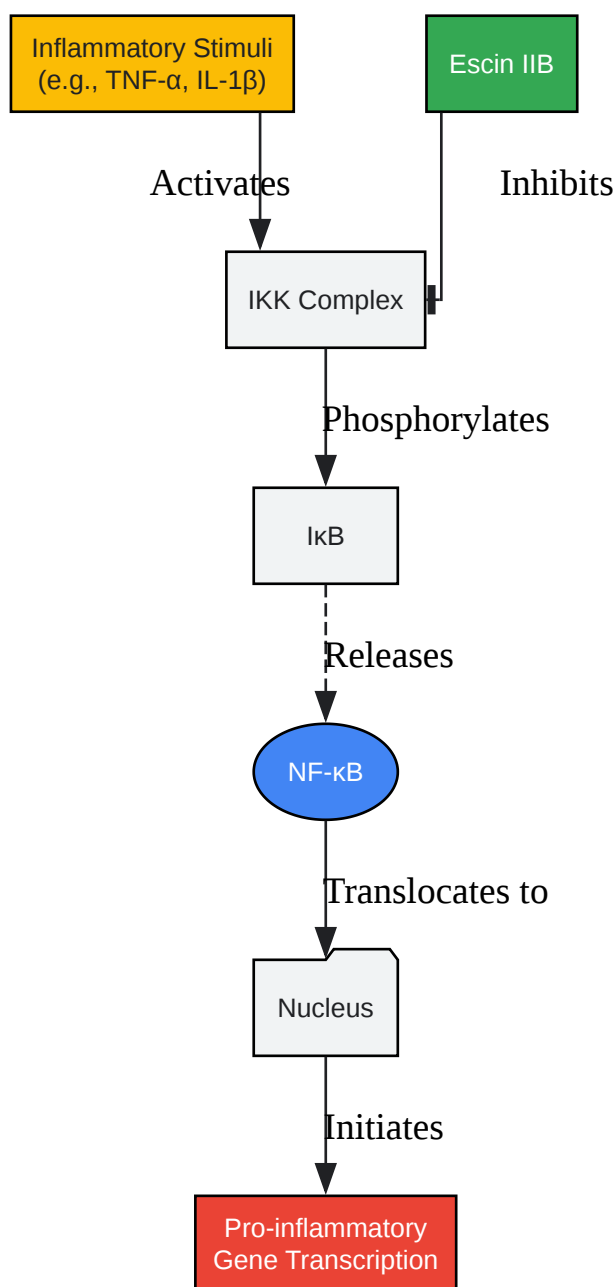 Inflammatory Stimuli
(e.g., TNF-α, IL-1β)
Escin IIB
Activates
Inhibits
IKK Complex
Phosphorylates
IκB
Releases
NF-κB
Translocates to
Nucleus
Initiates
Pro-inflammatory
Gene Transcription